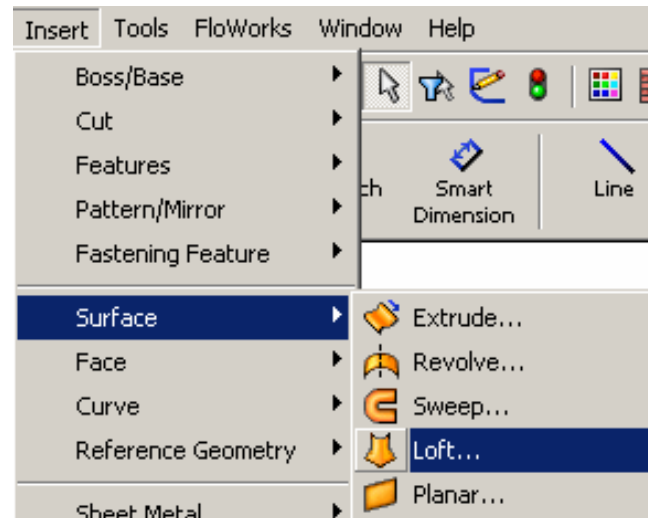 Insert Tools FloWorks Window Help
Boss/Base
Cut
Features
Pattern/Mirror
Fastening Feature
ch
Smart
Dimension
Line
Surface
Face
Curve
Reference Geometry
Sheet Metal
Extrude...
Revolve...
Sweep...
Loft...
Planar...